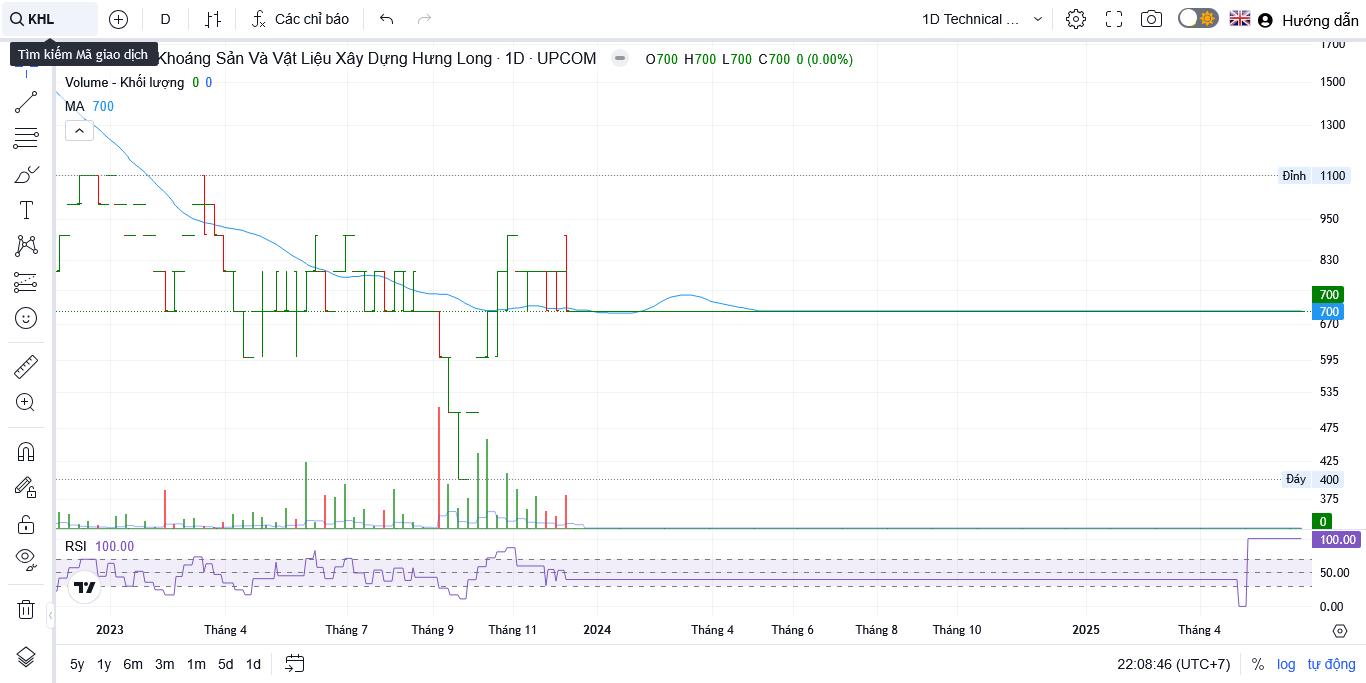 KHL
D
Các chỉ báo
1D Technical ...
Hướng dẫn
Tìm kiếm Mã giao dịch
Khoáng Sản Và Vật Liệu Xây Dựng Hưng Long · 1D · UPCOM
O700 H700 L700 C700 0 (0.00%)
Volume - Khối lượng 0 0
MA 700
1700
1500
1300
Đỉnh 1100
950
830
700
700
670
595
535
475
425
Đáy 400
375
0
RSI 100.00
100.00
50.00
0.00
2023 Tháng 4 Tháng 7 Tháng 9 Tháng 11 2024 Tháng 4 Tháng 6 Tháng 8 Tháng 10 2025 Tháng 4
5y 1y 6m 3m 1m 5d 1d
22:08:46 (UTC+7) % log tự động